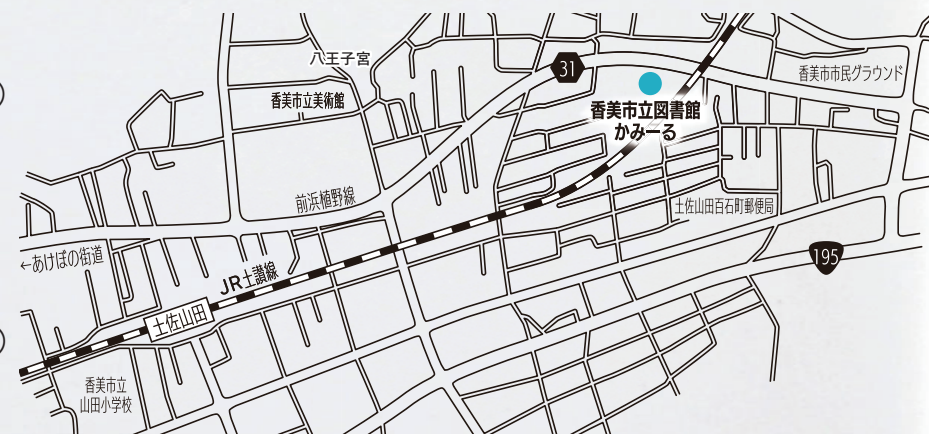 八王子宮
31
香美市市民グラウンド
香美市立美術館
香美市立図書館
かみーる
前浜植野線
土佐山田百石町郵便局
←あけぼの街道
195
JR土讃線
土佐山田
香美市立
山田小学校